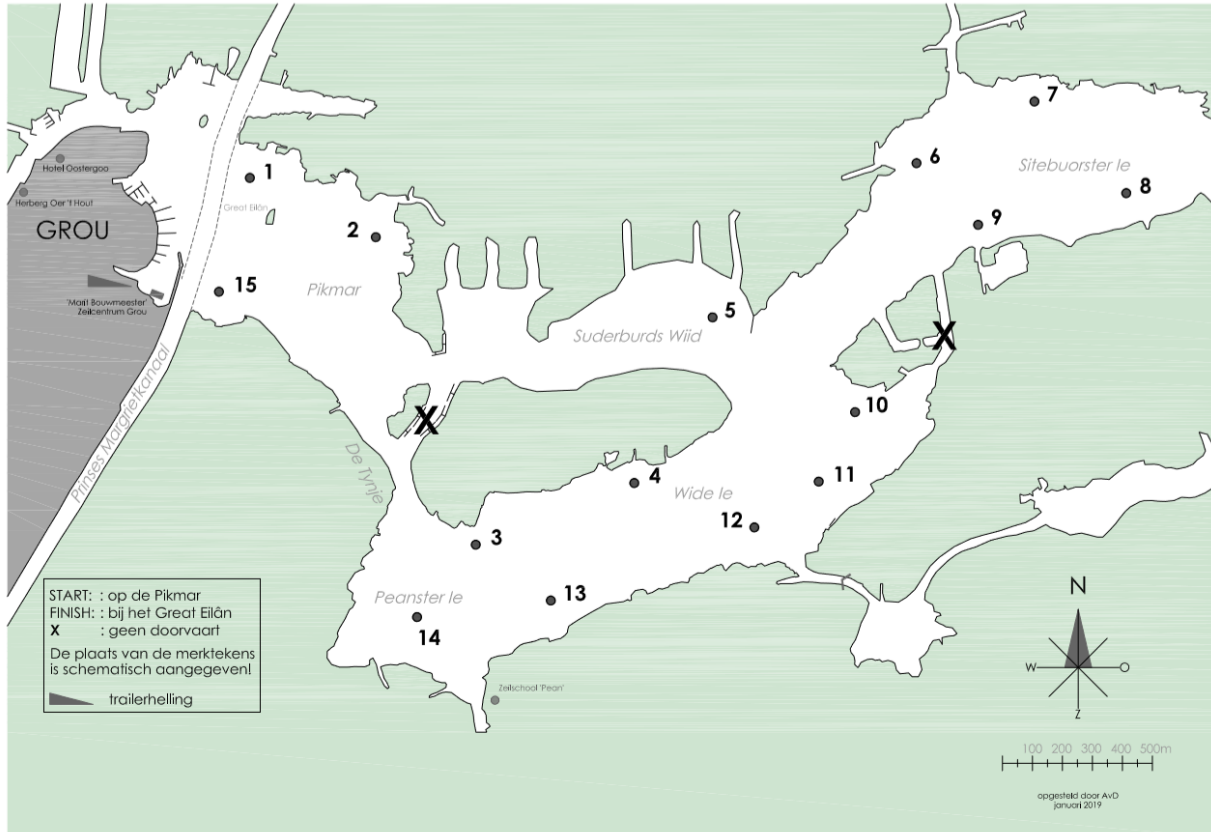 7
1
6
Sitebuorster Ie
Hotel Oostergoo
8
Herberg Oer 't Hout
Great Eilân
9
GROU
2
15
Pikmar
'Marit Bouwmeester'
Zeilcentrum Grou
5
Suderburds Wiid
X
Prinses Margrietkanaal
10
X
De Tynje
4
Wide Ie
11
12
3
13
Peanster Ie
14
START: : op de Pikmar
FINISH: : bij het Great Eilân
X : geen doorvaart
De plaats van de merktekens
is schematisch aangegeven!
trailerhelling
Zeilschool 'Pean'
N
W
O
Z
100 200 300 400 500m
opgesteld door AvD
januari 2019